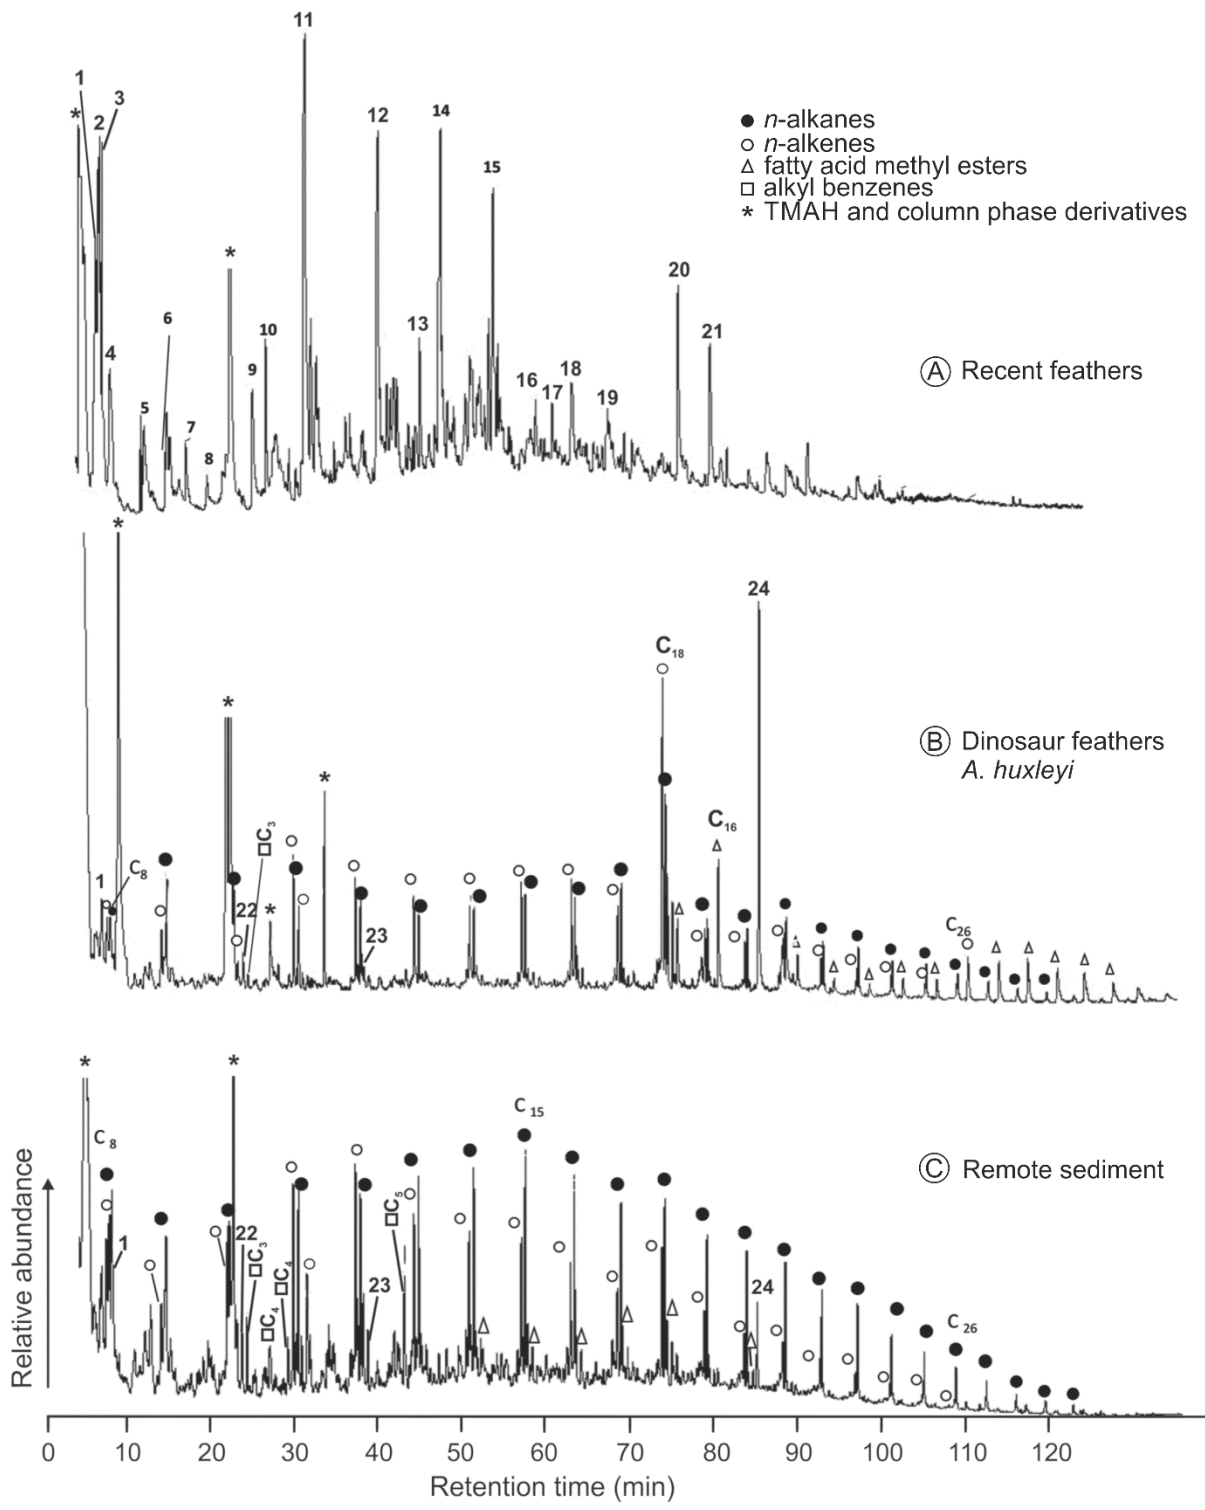 11
1
3
*
2
12
14
15
● n-alkanes
○ n-alkenes
△ fatty acid methyl esters
□ alkyl benzenes
* TMAH and column phase derivatives
*
20
6
10
13
21
4
9
18
16
17
5
19
7
8
Ⓐ Recent feathers
*
24
C18
*
Ⓑ Dinosaur feathers
A. huxleyi
*
□C3
C16
C8
1
22
*
23
C26
*
*
C15
C8
Ⓒ Remote sediment
□C5
1
22
□C3
□C4
□C4
23
24
C26
Relative abundance
0 10 20 30 40 50 60 70 80 90 100 110 120
Retention time (min)